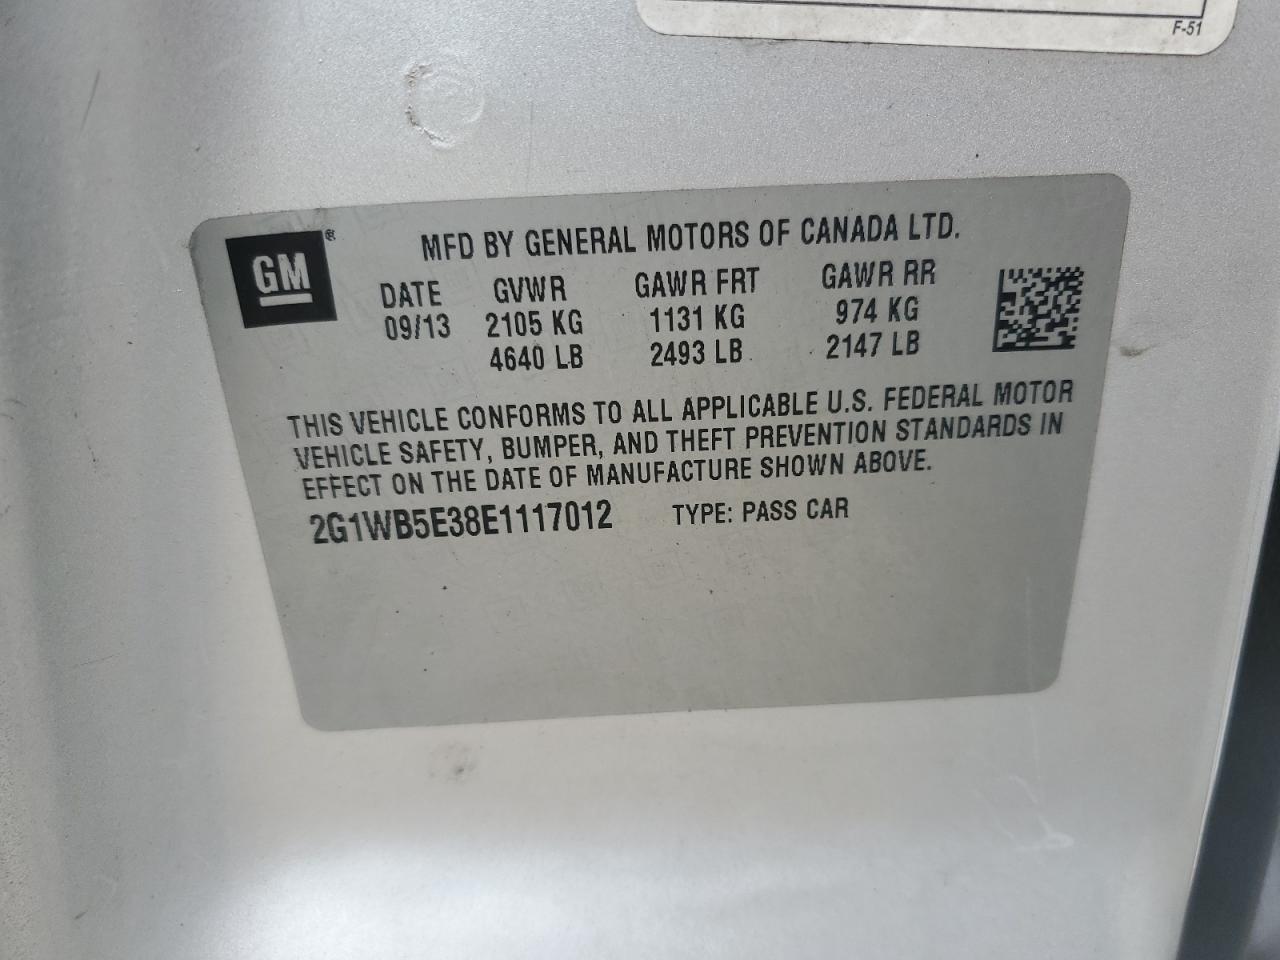 F-51
GM®
MFD BY GENERAL MOTORS OF CANADA LTD.
DATE GVWR GAWR FRT GAWR RR
09/13 2105 KG 1131 KG 974 KG
4640 LB 2493 LB 2147 LB
THIS VEHICLE CONFORMS TO ALL APPLICABLE U.S. FEDERAL MOTOR
VEHICLE SAFETY, BUMPER, AND THEFT PREVENTION STANDARDS IN
EFFECT ON THE DATE OF MANUFACTURE SHOWN ABOVE.
2G1WB5E38E1117012 TYPE: PASS CAR